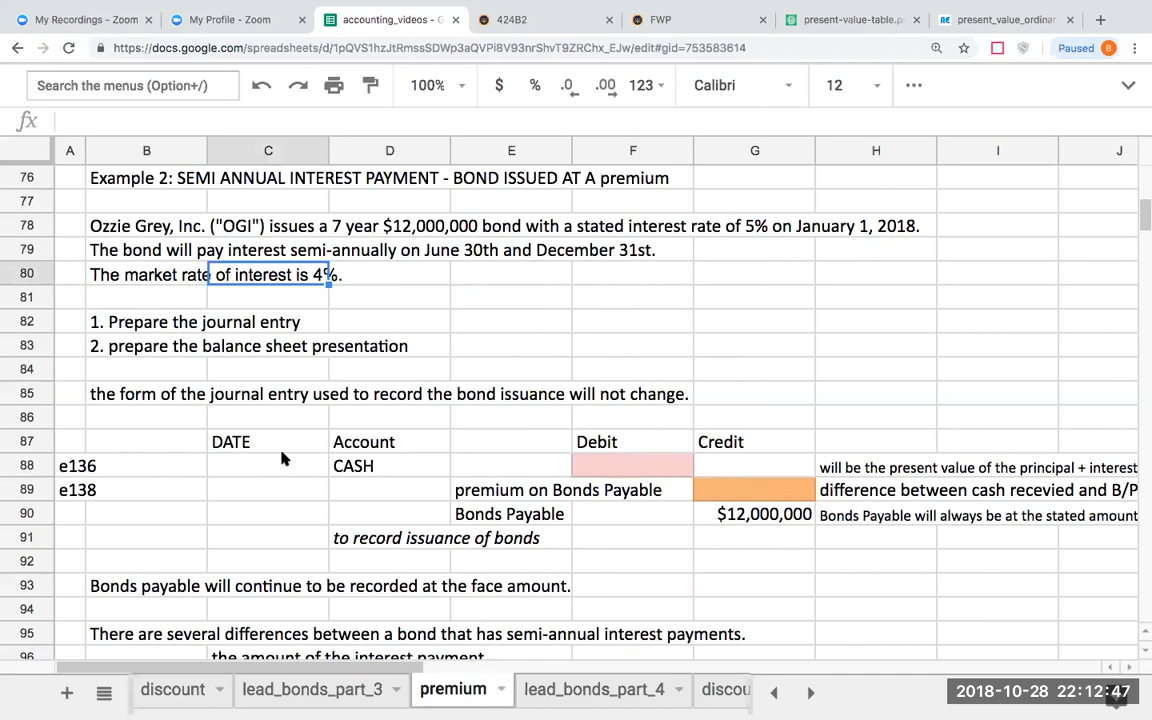 My Recordings - Zoom
My Profile - Zoom
accounting_videos - G
424B2
FWP
present-value-table.p
present_value_ordinar
https://docs.google.com/spreadsheets/d/1pQVS1hzJtRmssSDWp3aQVPi8V93nrShvT9ZRChx_EJw/edit#gid=753583614
Paused
B
Search the menus (Option+/)
100%
$
%
.0
.00
123
Calibri
12
fx
A B C D E F G H I J
76 Example 2: SEMI ANNUAL INTEREST PAYMENT - BOND ISSUED AT A premium
77
78 Ozzie Grey, Inc. ("OGI") issues a 7 year $12,000,000 bond with a stated interest rate of 5% on January 1, 2018.
79 The bond will pay interest semi-annually on June 30th and December 31st.
80 The market rate of interest is 4%.
81
82 1. Prepare the journal entry
83 2. prepare the balance sheet presentation
84
85 the form of the journal entry used to record the bond issuance will not change.
86
87 DATE Account Debit Credit
88 e136 CASH will be the present value of the principal + interest
89 e138 premium on Bonds Payable difference between cash recevied and B/P
90 Bonds Payable $12,000,000 Bonds Payable will always be at the stated amount
91 to record issuance of bonds
92
93 Bonds payable will continue to be recorded at the face amount.
94
95 There are several differences between a bond that has semi-annual interest payments.
96 the amount of the interest payment
discount
lead_bonds_part_3
premium
lead_bonds_part_4
discou
2018-10-28 22:12:47